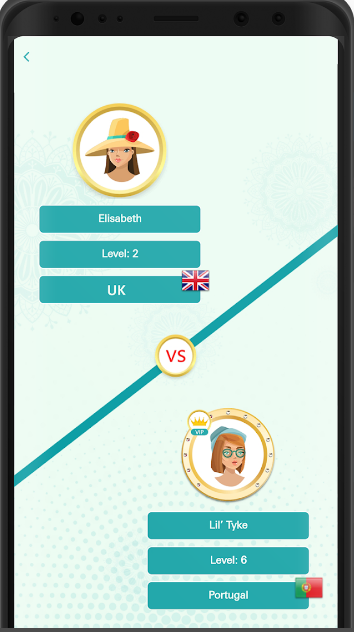 Elisabeth
Level: 2
UK
VS
VIP
Lil' Tyke
Level: 6
Portugal